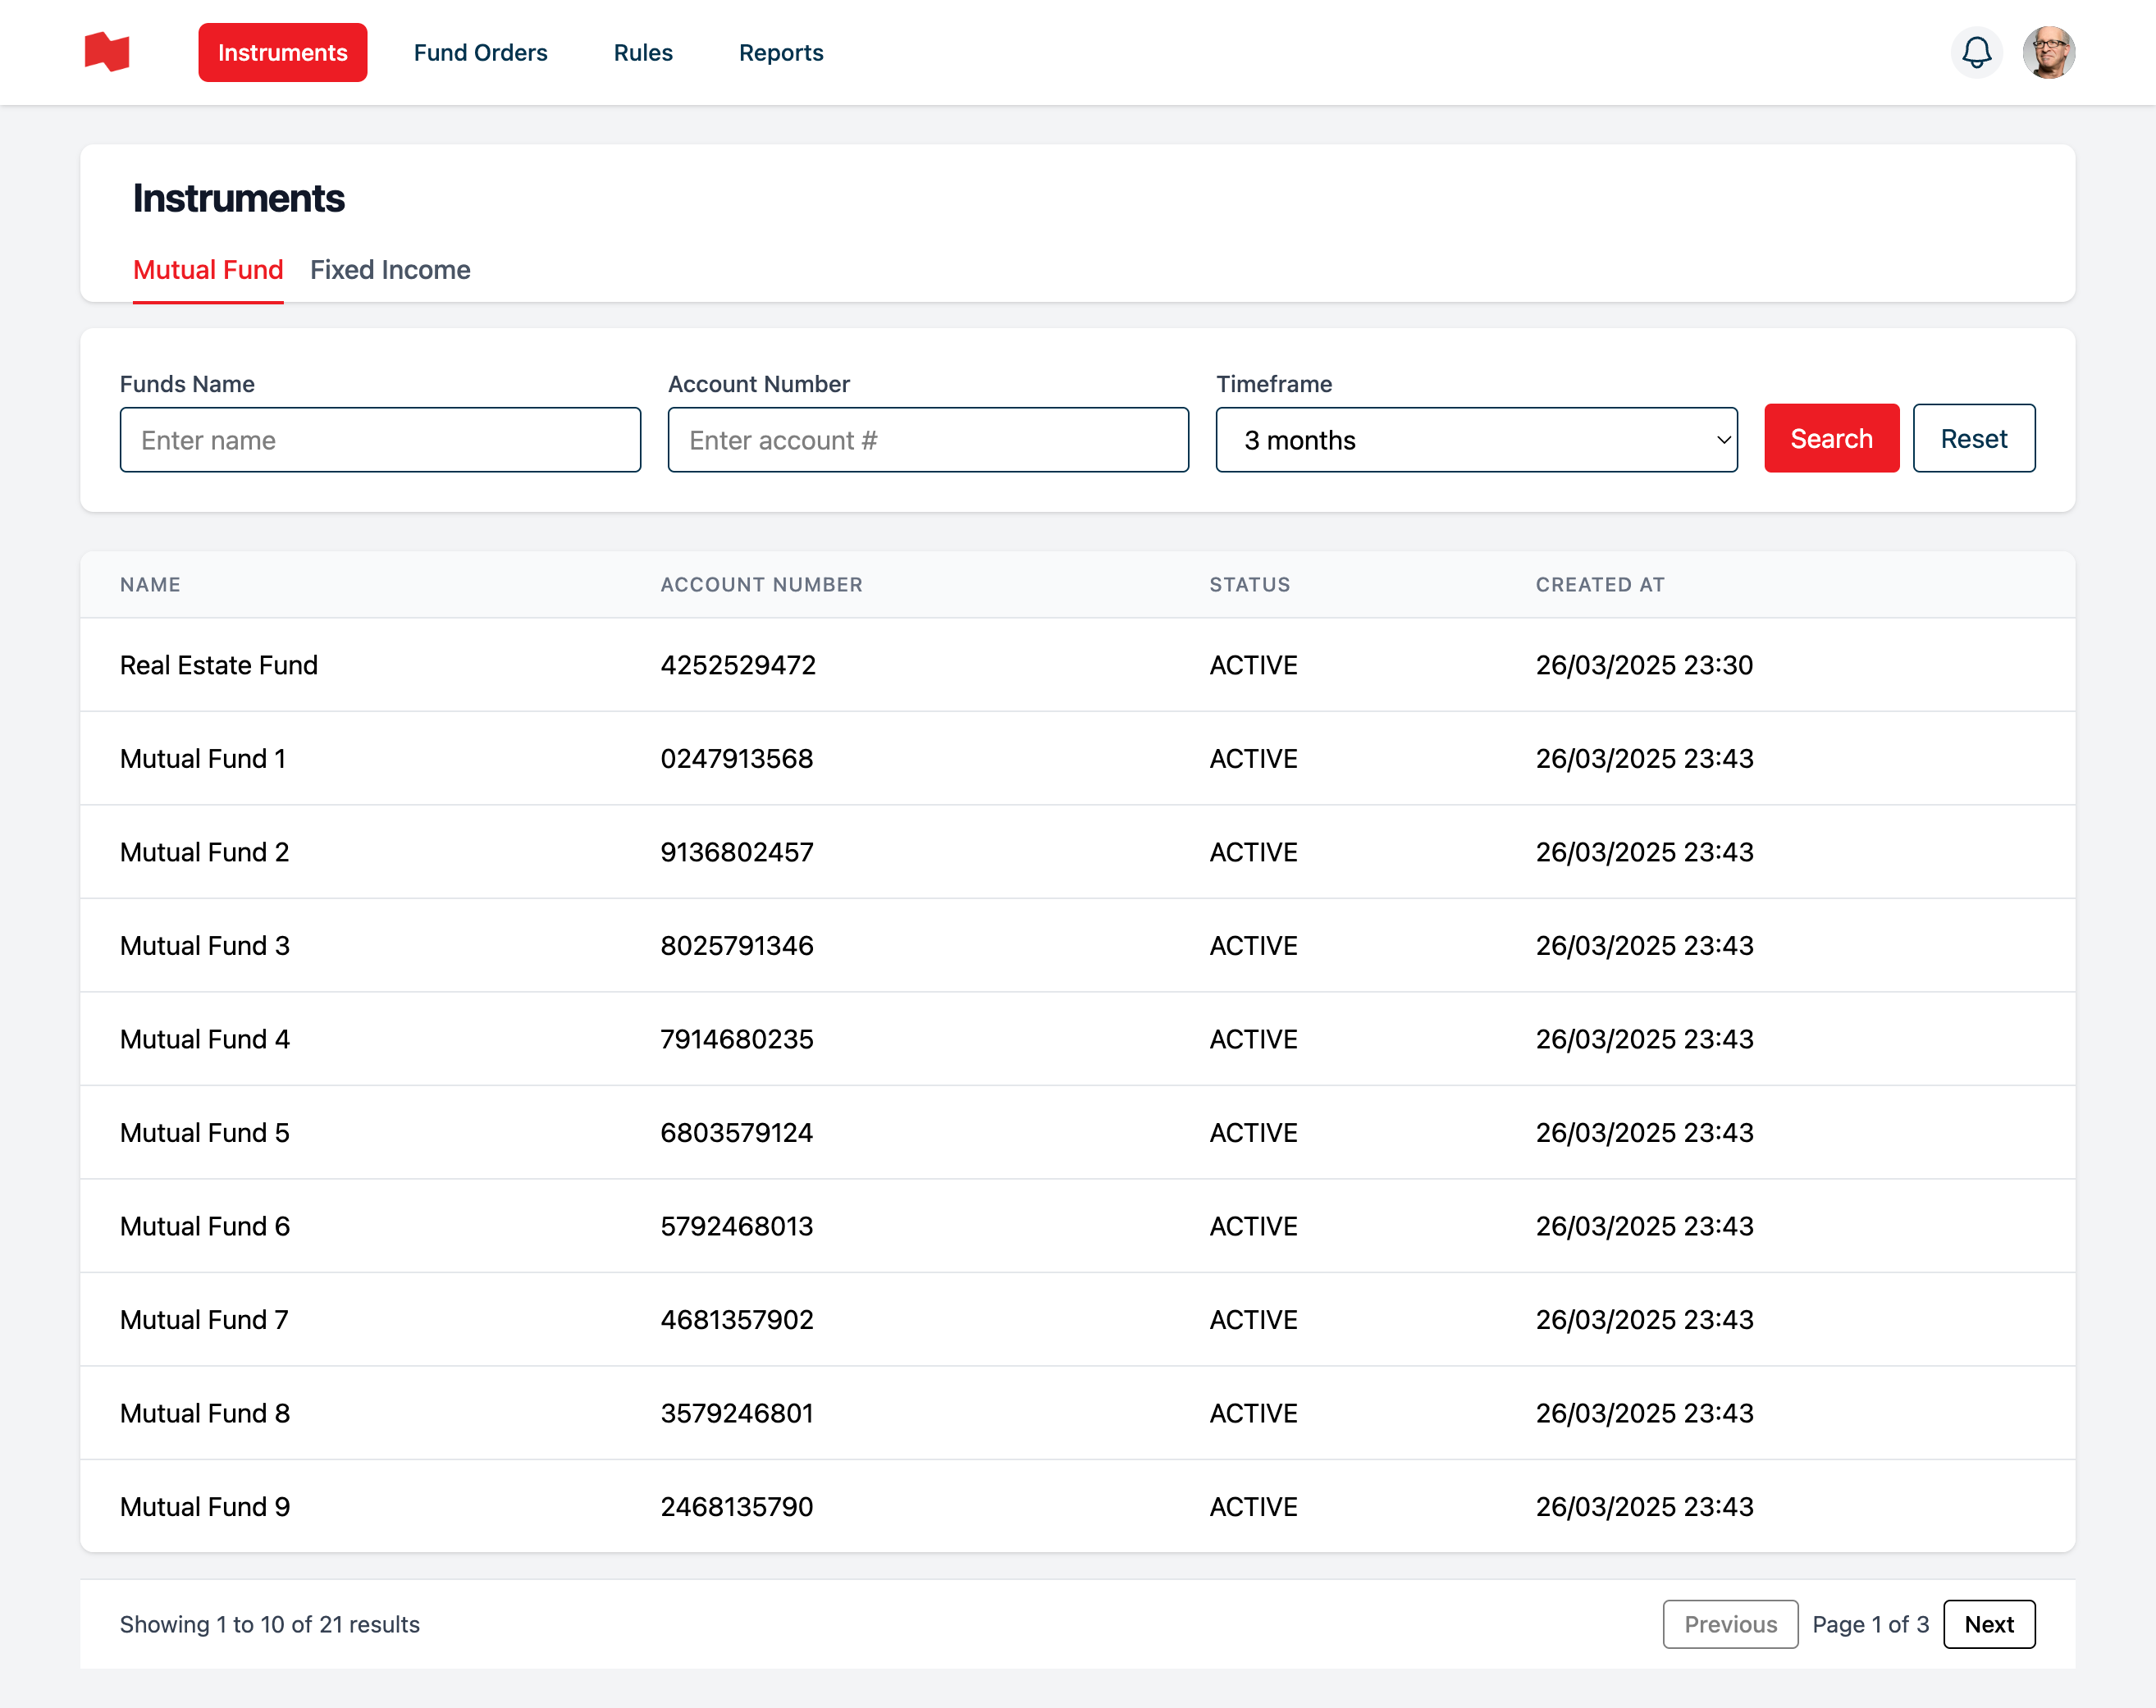 Instruments Fund Orders Rules Reports
Instruments
Mutual Fund Fixed Income
Funds Name Account Number Timeframe
Enter name Enter account # 3 months Search Reset
NAME ACCOUNT NUMBER STATUS CREATED AT
Real Estate Fund 4252529472 ACTIVE 26/03/2025 23:30
Mutual Fund 1 0247913568 ACTIVE 26/03/2025 23:43
Mutual Fund 2 9136802457 ACTIVE 26/03/2025 23:43
Mutual Fund 3 8025791346 ACTIVE 26/03/2025 23:43
Mutual Fund 4 7914680235 ACTIVE 26/03/2025 23:43
Mutual Fund 5 6803579124 ACTIVE 26/03/2025 23:43
Mutual Fund 6 5792468013 ACTIVE 26/03/2025 23:43
Mutual Fund 7 4681357902 ACTIVE 26/03/2025 23:43
Mutual Fund 8 3579246801 ACTIVE 26/03/2025 23:43
Mutual Fund 9 2468135790 ACTIVE 26/03/2025 23:43
Showing 1 to 10 of 21 results Previous Page 1 of 3 Next